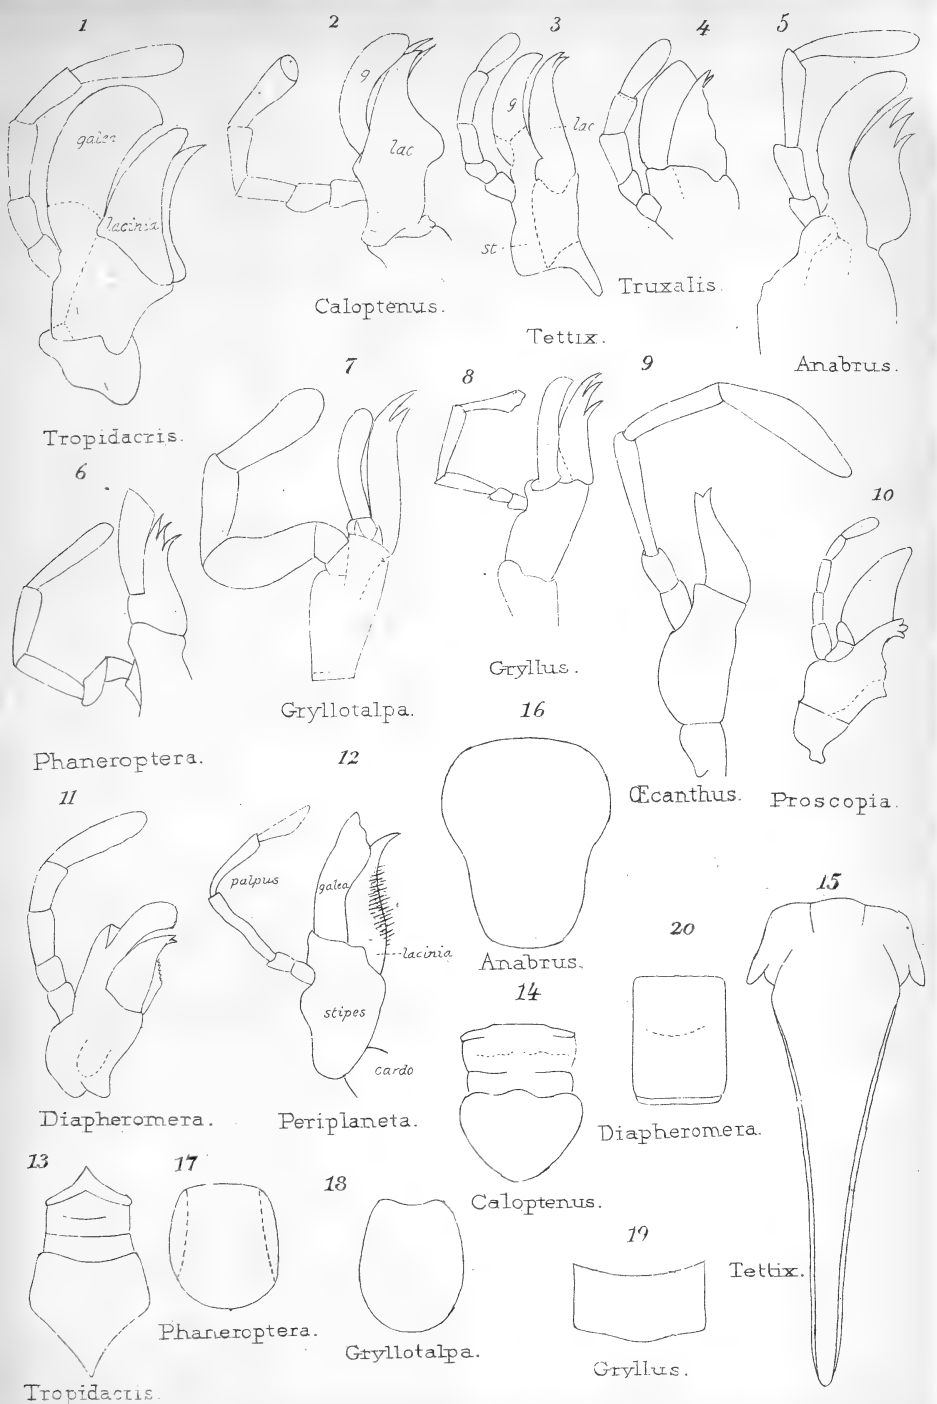 1
2
3
4
5
galea
lacinia
g
lac
g
lac
st
Caloptenus.
Truxalis.
Tettix.
Anabrus.
Tropidacris.
6
7
8
9
10
Phaneroptera.
Gryllotalpa.
Gryllus.
Œcanthus.
Proscopia.
11
12
16
palpus
galea
lacinia
stipes
cardo
Anabrus.
15
20
14
Diapheromera.
Periplaneta.
Caloptenus.
Diapheromera.
13
17
18
19
Tettix.
Phaneroptera.
Gryllotalpa.
Gryllus.
Tropidacris.